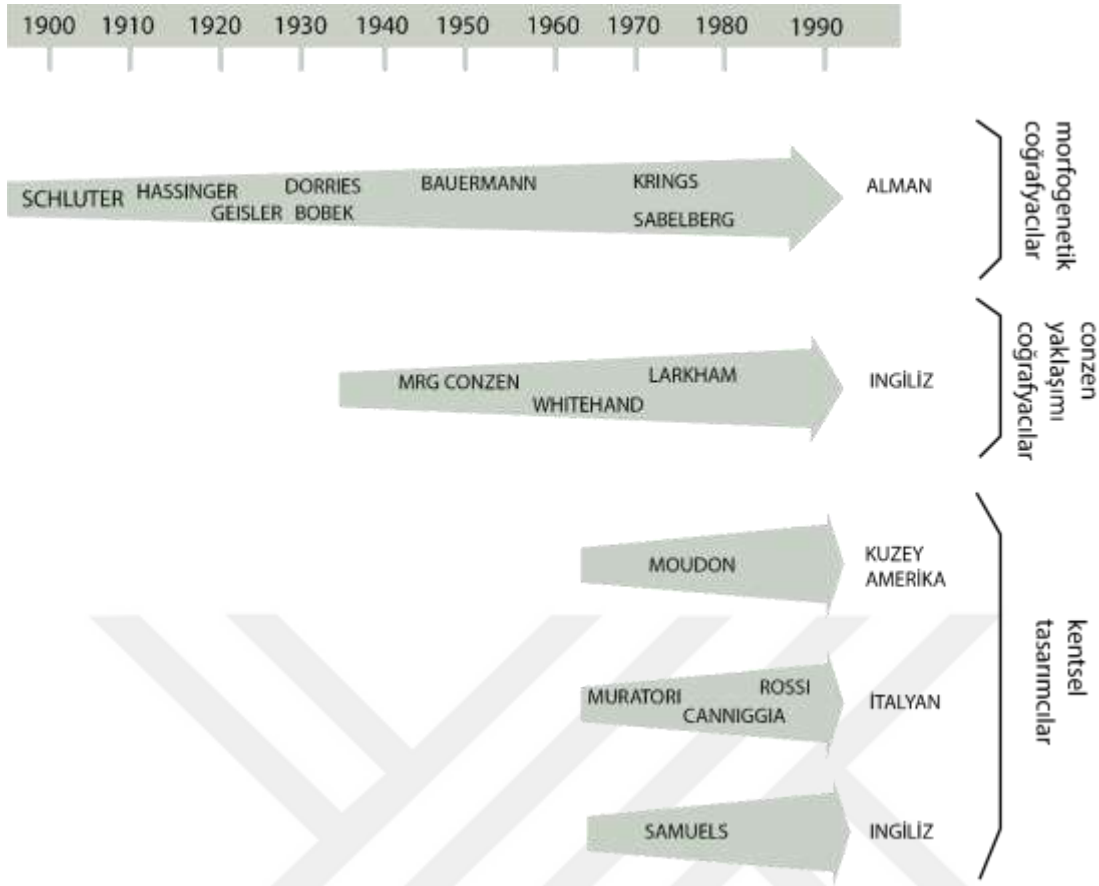 1900 1910 1920 1930 1940 1950 1960 1970 1980 1990
SCHLUTER HASSINGER DORRIES BAUERMANN KRINGS
GEISLER BOBEK SABELBERG
ALMAN
morfogenetik
coğrafyacılar
MRG CONZEN LARKHAM
WHITEHAND
INGİLİZ
conzen
yaklaşımı
coğrafyacılar
MOUDON
KUZEY
AMERİKA
MURATORI ROSSI
CANNIGGIA
İTALYAN
SAMUELS
INGİLİZ
kentsel
tasarımcılar